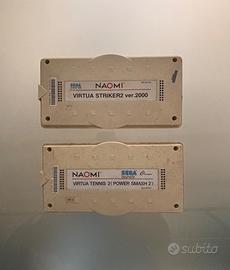 SEGA NAOMI
VIRTUA STRIKER2 ver.2000
NAOMI SEGA
VIRTUA TENNIS 2 (POWER SMASH 2)
subito